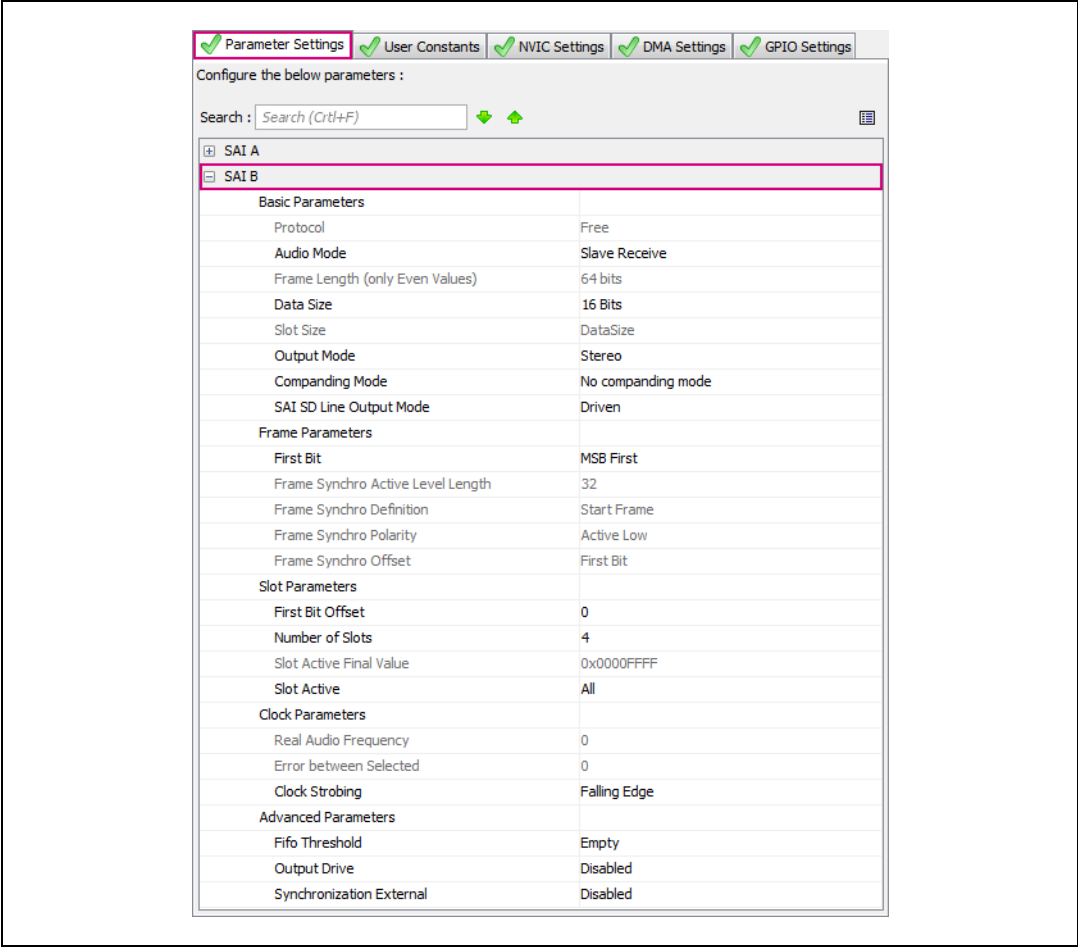 Parameter Settings User Constants NVIC Settings DMA Settings GPIO Settings
Configure the below parameters :
Search : Search (Crtl+F)
SAI A
SAI B
Basic Parameters
Protocol Free
Audio Mode Slave Receive
Frame Length (only Even Values) 64 bits
Data Size 16 Bits
Slot Size DataSize
Output Mode Stereo
Companding Mode No companding mode
SAI SD Line Output Mode Driven
Frame Parameters
First Bit MSB First
Frame Synchro Active Level Length 32
Frame Synchro Definition Start Frame
Frame Synchro Polarity Active Low
Frame Synchro Offset First Bit
Slot Parameters
First Bit Offset 0
Number of Slots 4
Slot Active Final Value 0x0000FFFF
Slot Active All
Clock Parameters
Real Audio Frequency 0
Error between Selected 0
Clock Strobing Falling Edge
Advanced Parameters
Fifo Threshold Empty
Output Drive Disabled
Synchronization External Disabled